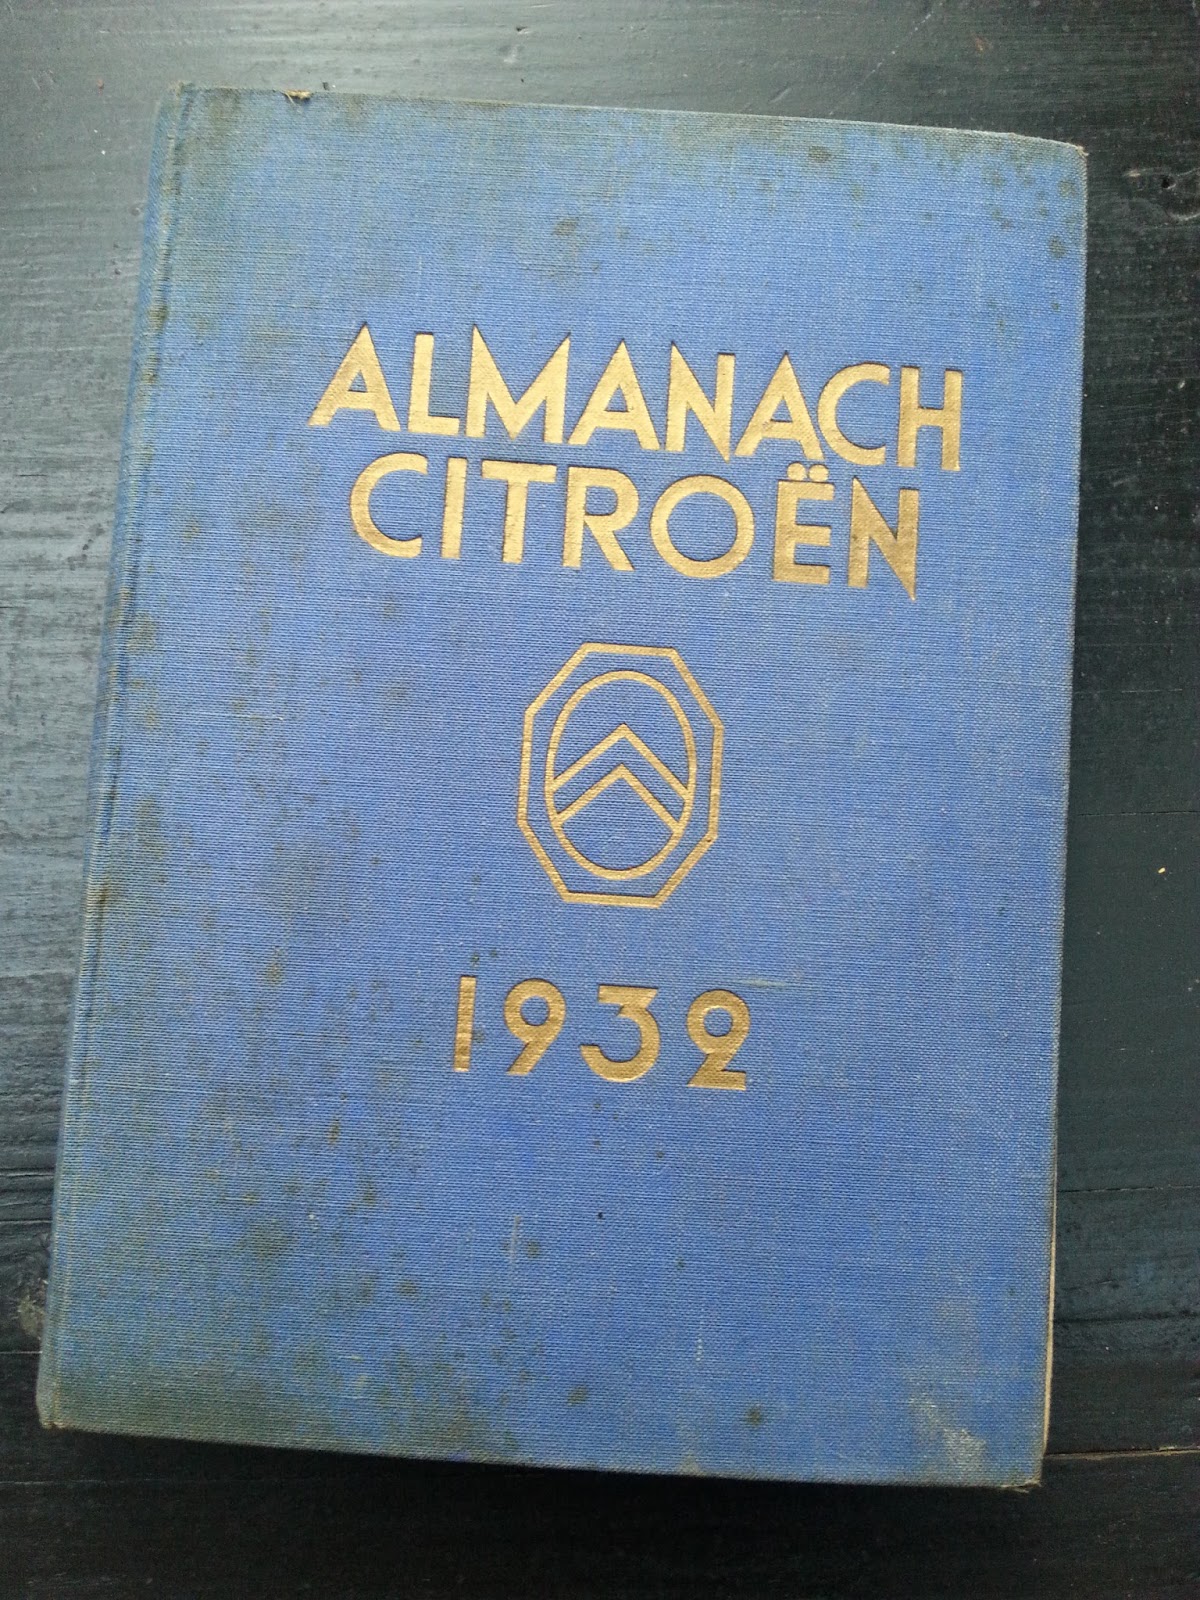 ALMANACH
CITROËN
1932